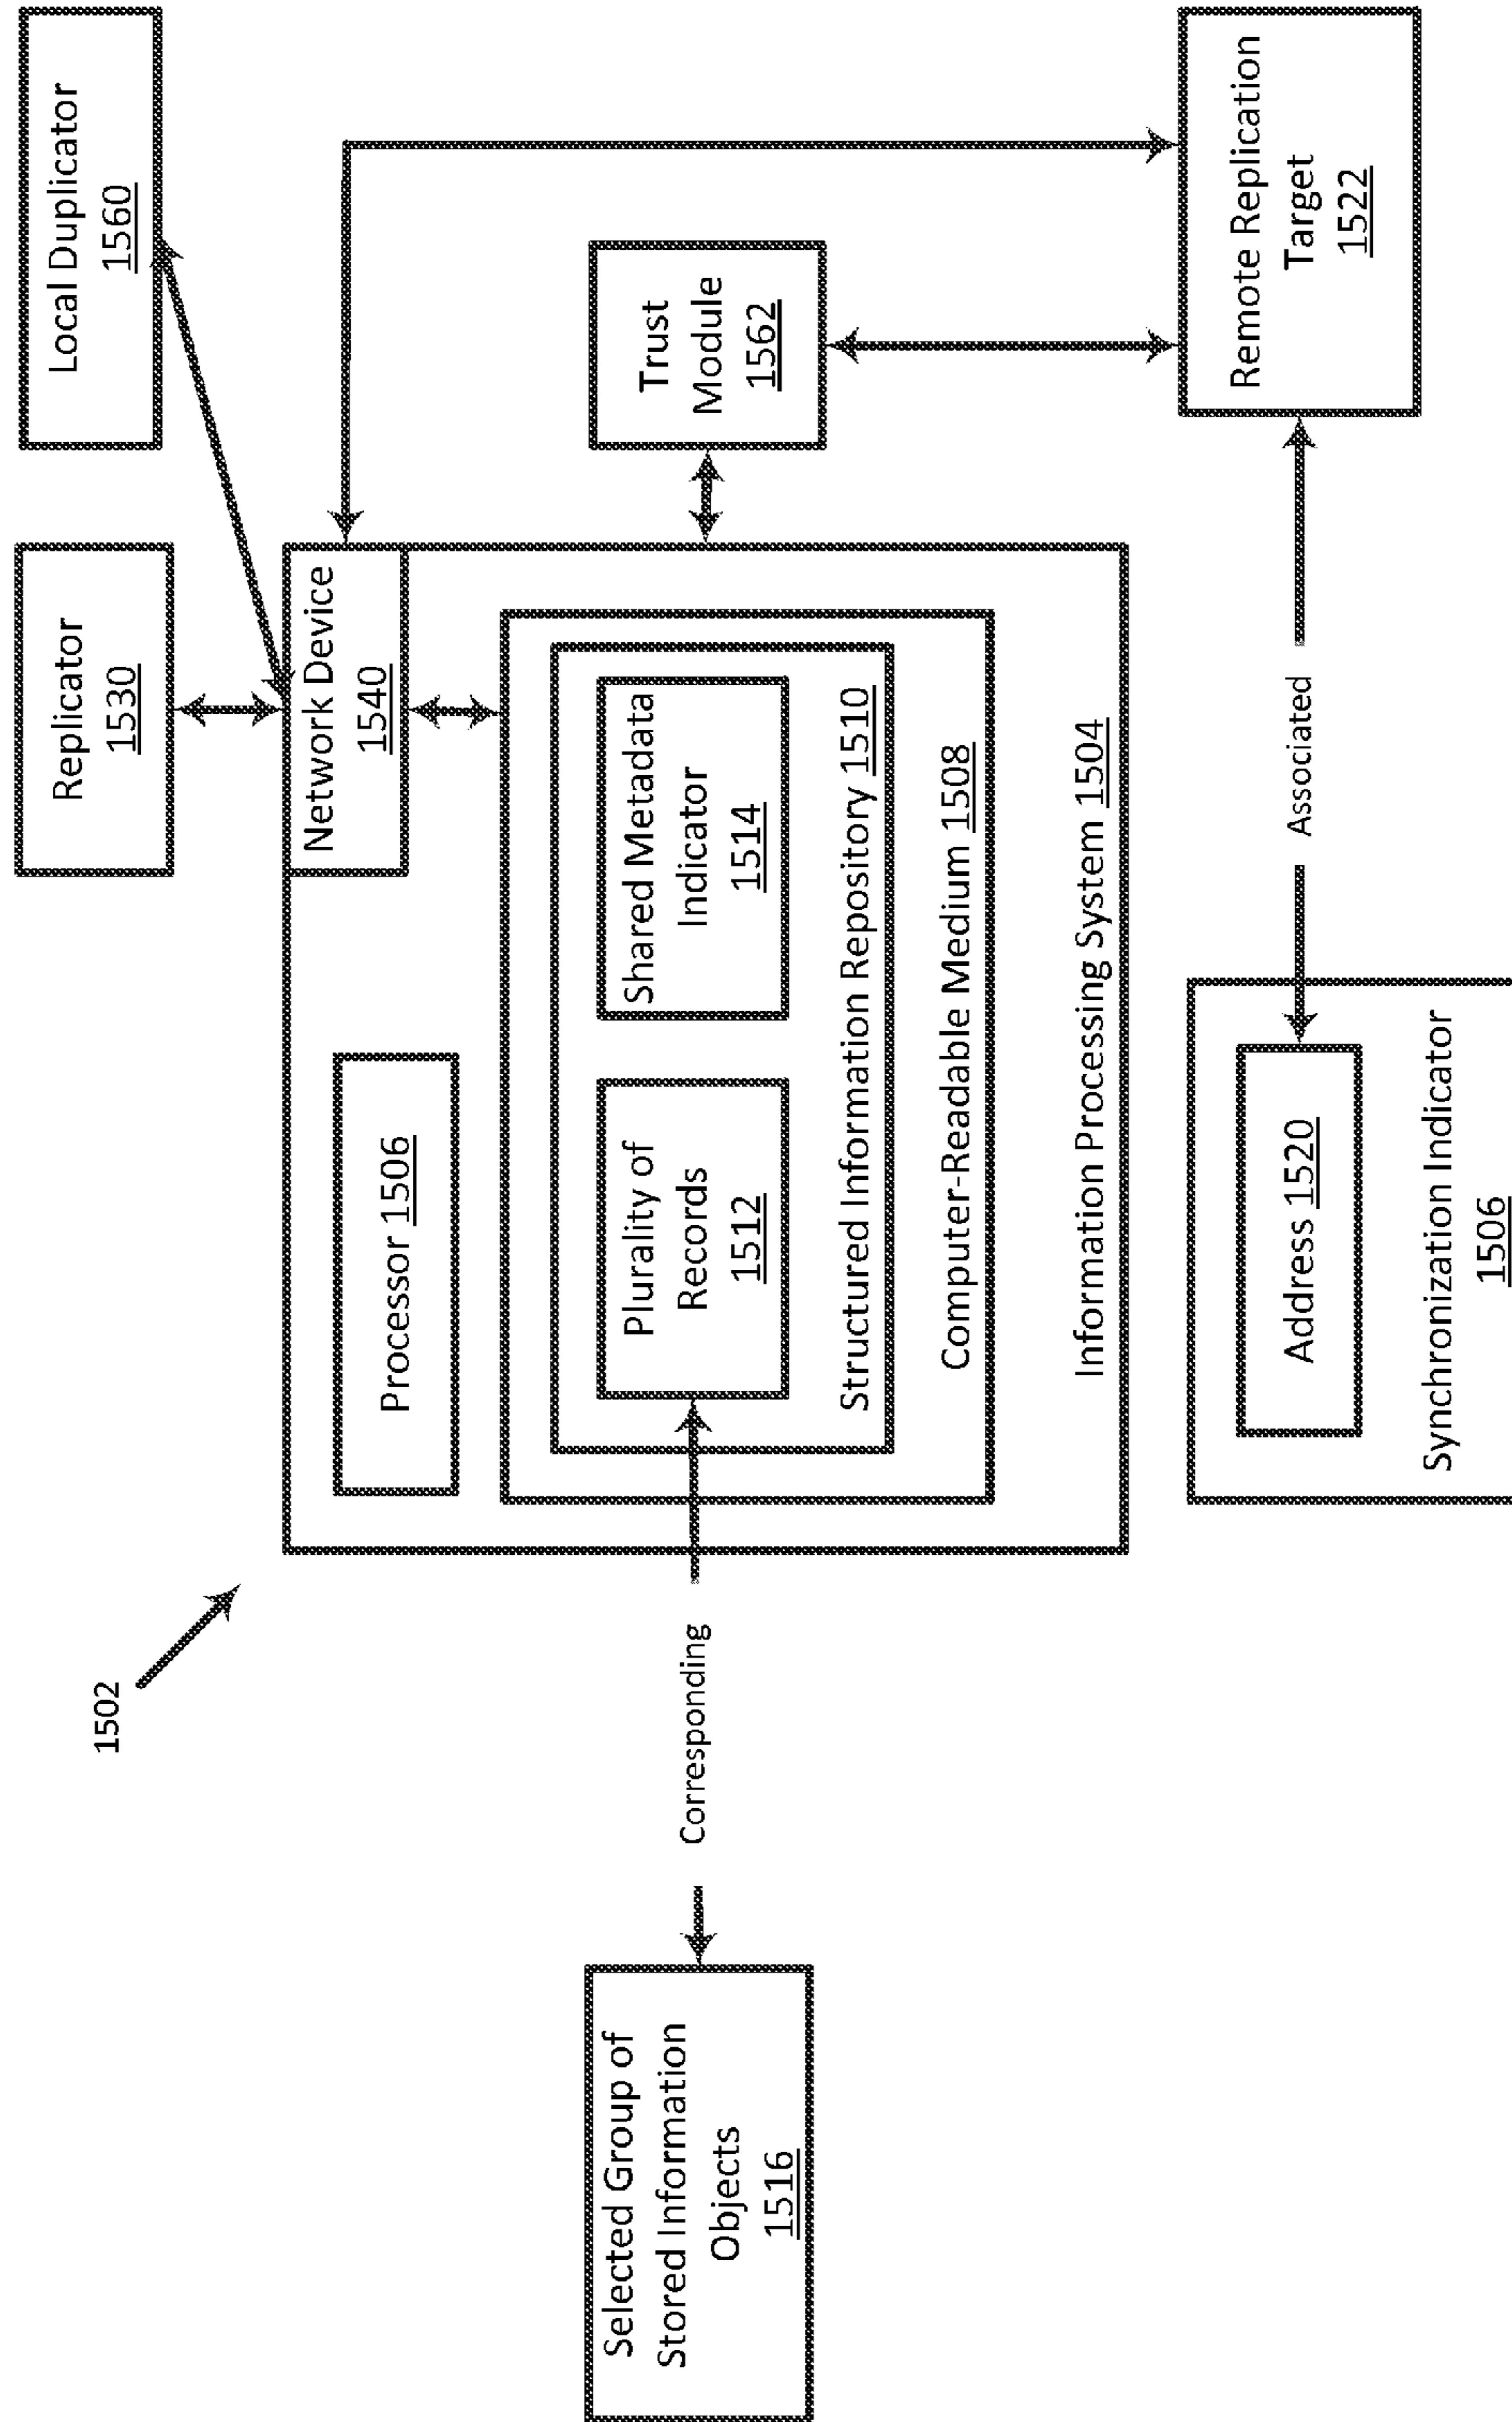 1502
Replicator
1530
Local Duplicator
1560
Network Device
1540
Processor 1506
Plurality of
Records
1512
Shared Metadata
Indicator
1514
Structured Information Repository 1510
Computer-Readable Medium 1508
Information Processing System 1504
Trust
Module
1562
Corresponding
Selected Group of
Stored Information
Objects
1516
Address 1520
Synchronization Indicator
1506
Associated
Remote Replication
Target
1522